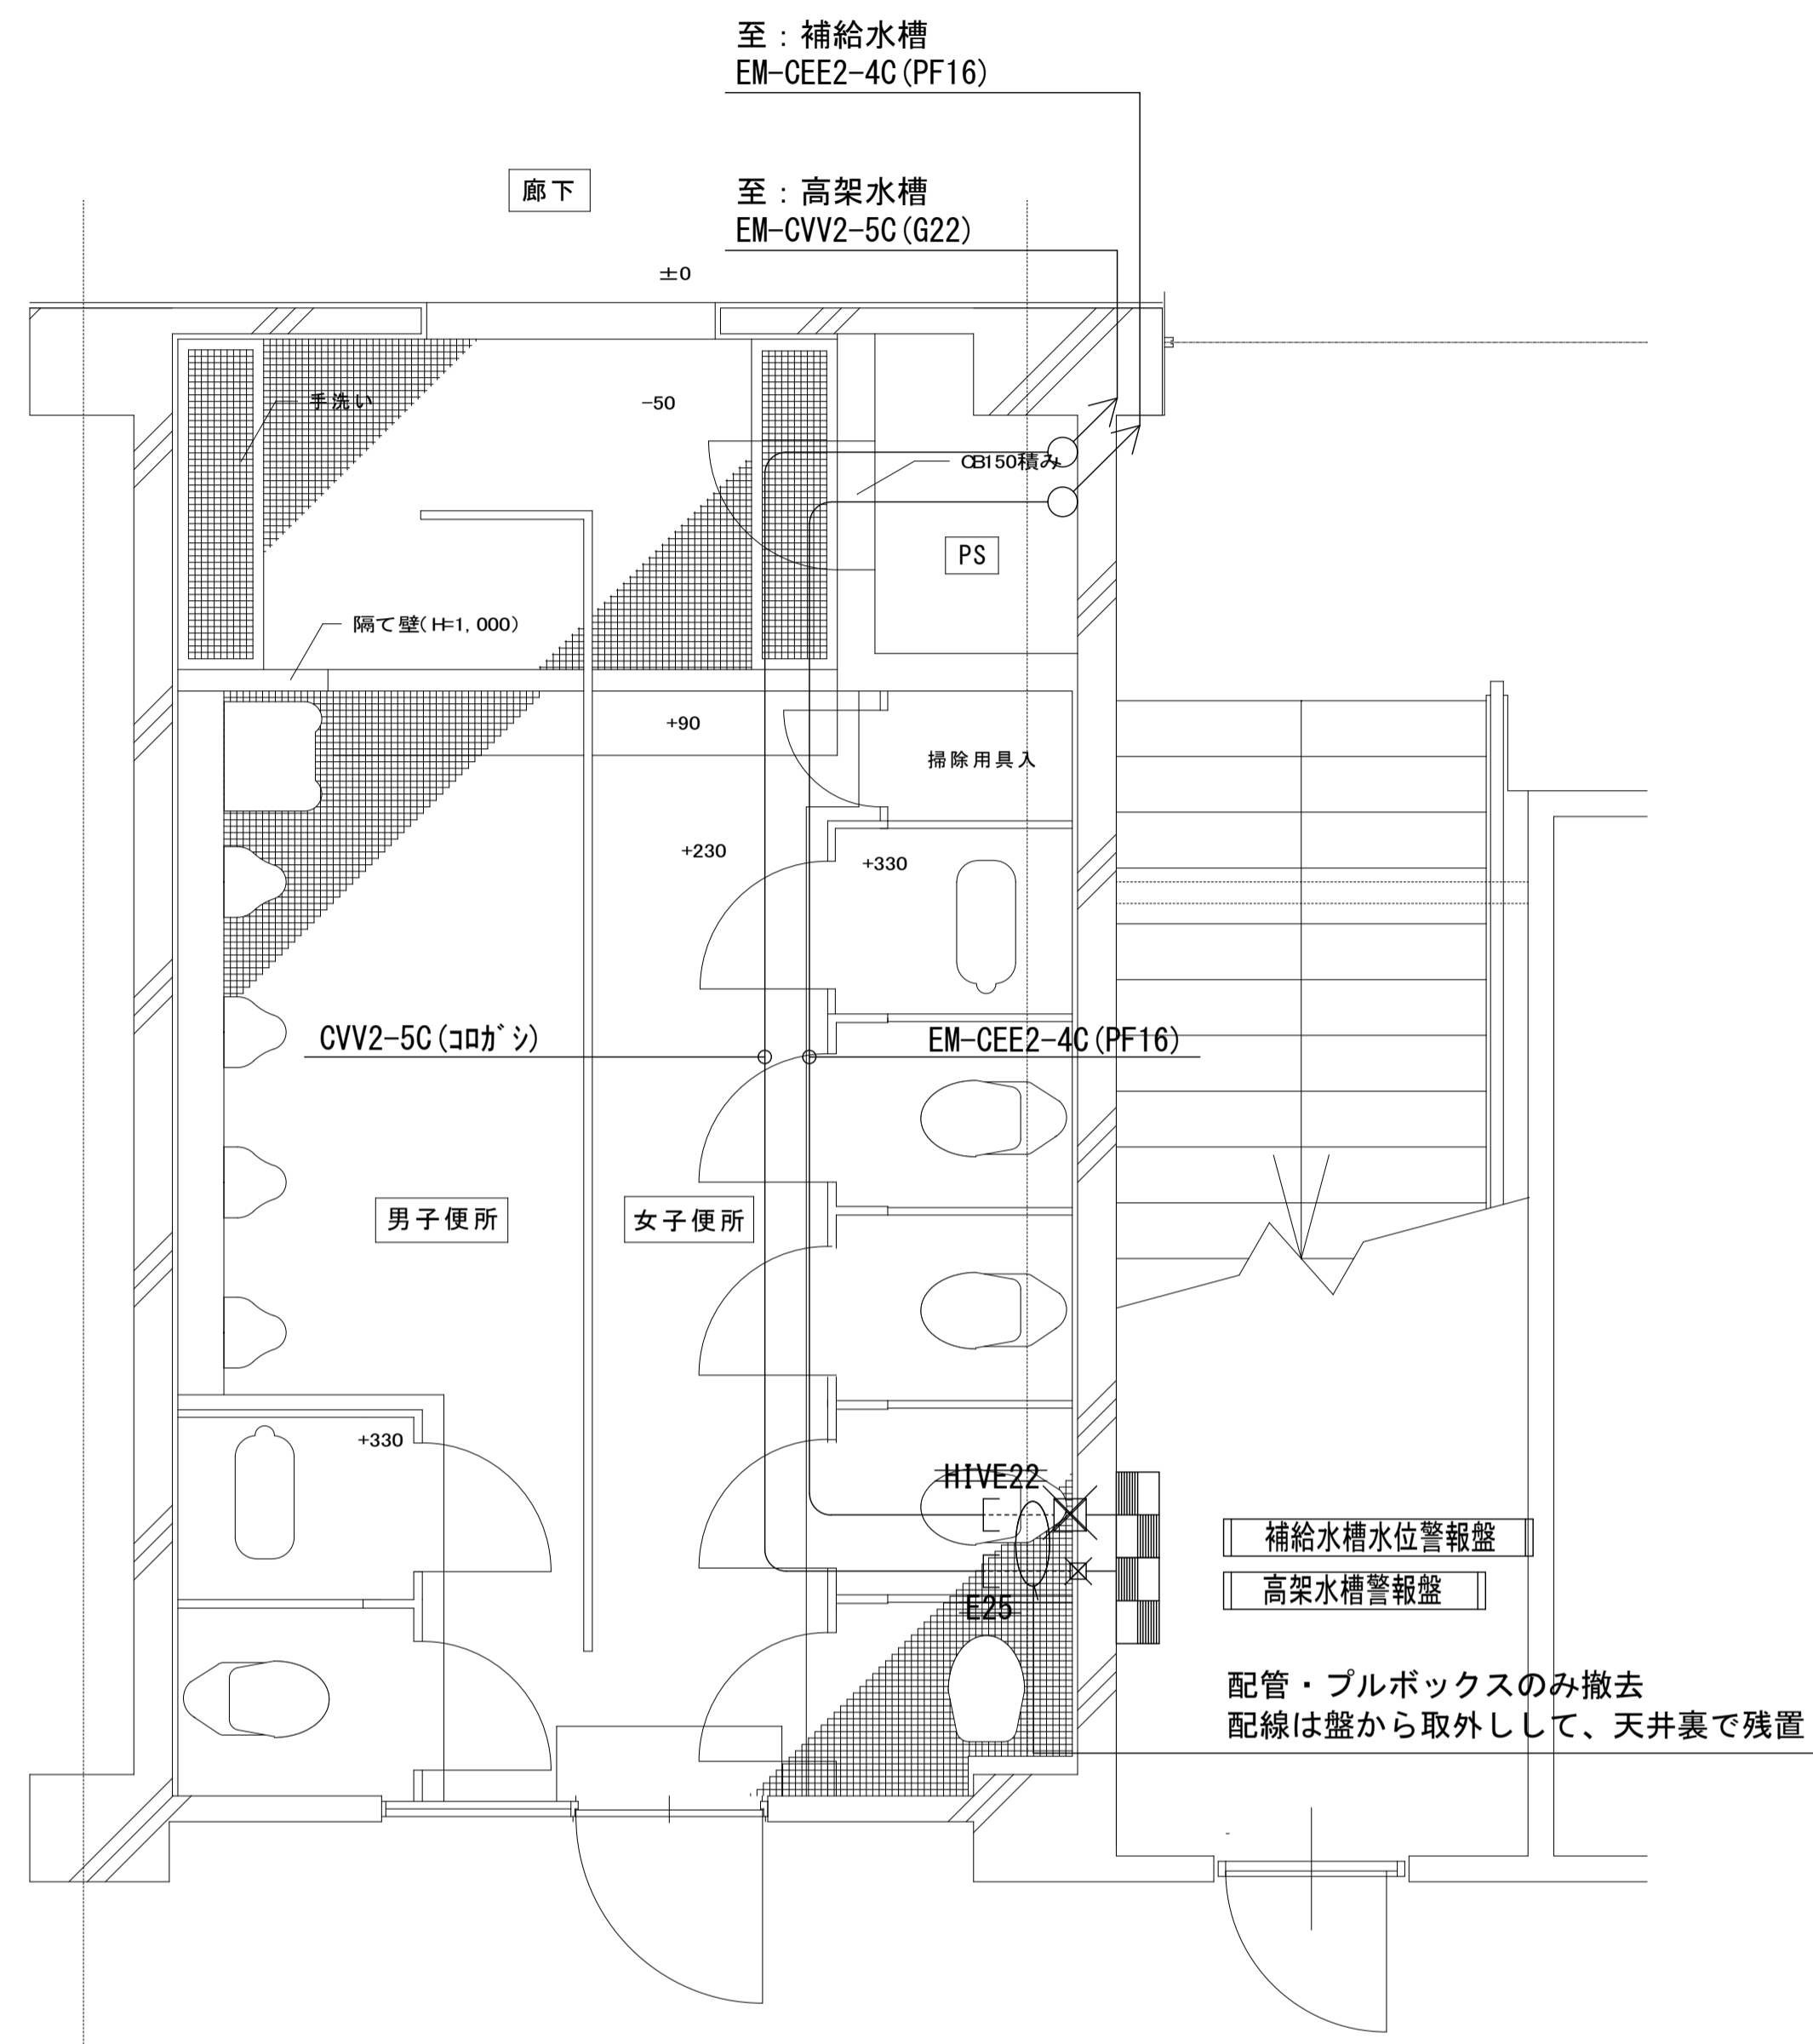 至：補給水槽
EM-CEE2-4C(PF16)
廊下
至：高架水槽
EM-CVV2-5C(G22)
±0
手洗い
-50
CB150積み
PS
隔て壁(H=1,000)
+90
掃除用具入
+230
+330
CVV2-5C(ｺﾛｶﾞｼ)
EM-CEE2-4C(PF16)
男子便所
女子便所
+330
HIVE22
補給水槽水位警報盤
高架水槽警報盤
E25
配管・プルボックスのみ撤去
配線は盤から取外しして、天井裏で残置